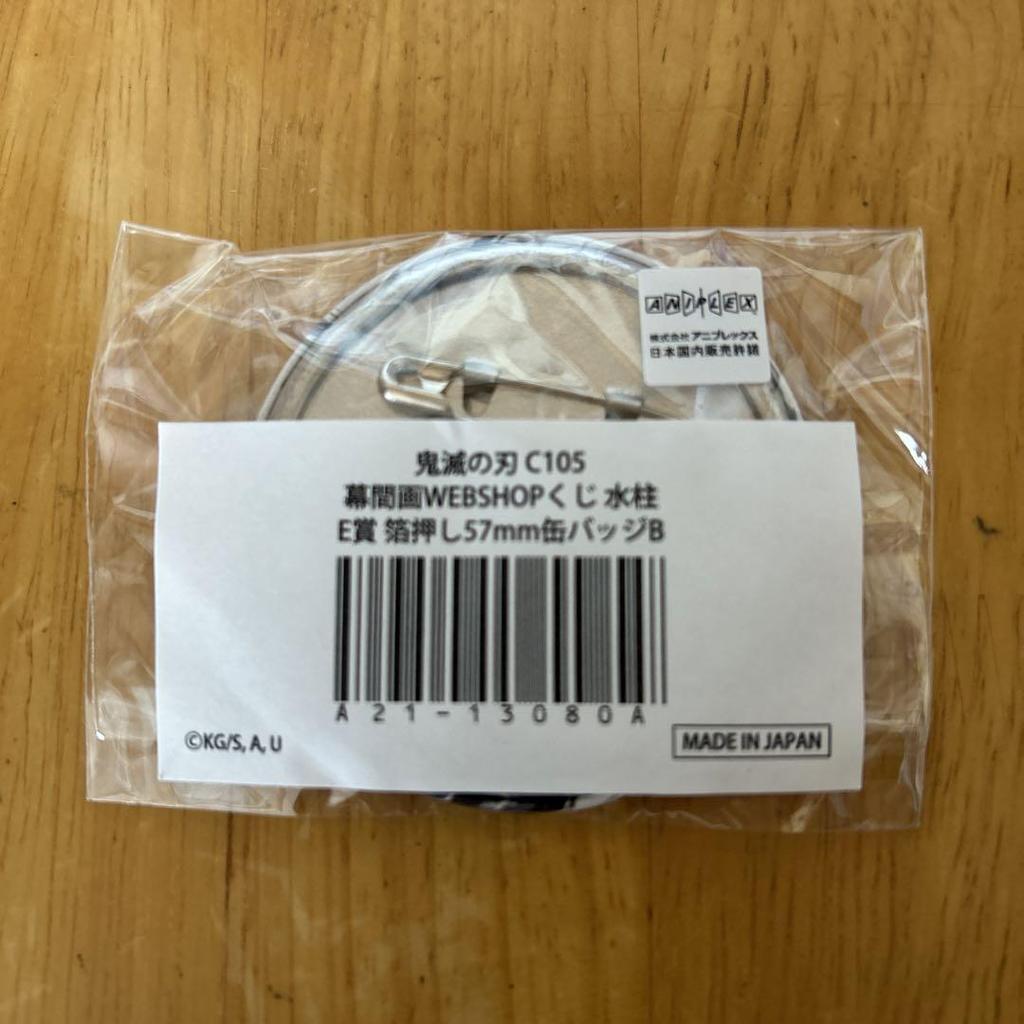 ANIPLEX
株式会社 アニプレックス
日本国内販売許諾
鬼滅の刃 C105
幕間画WEBSHOPくじ 水柱
E賞 箔押し57mm缶バッジB
A21-13080A
©KG/S, A, U
MADE IN JAPAN